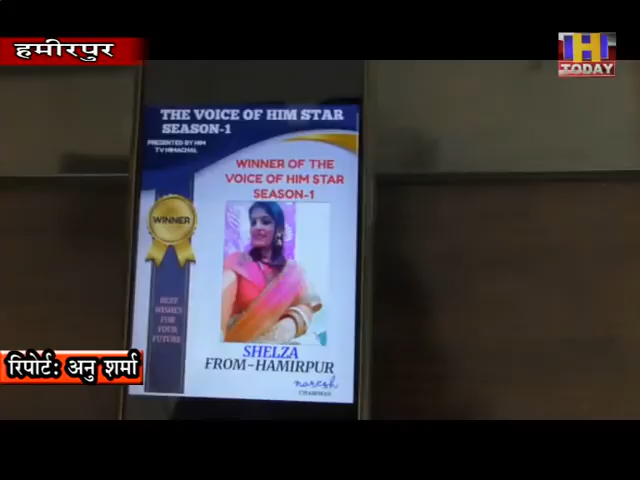 हमीरपुर
H
TODAY
THE VOICE OF HIM STAR
SEASON-1
PRESENTED BY HIM
TV HIMACHAL
WINNER OF THE
VOICE OF HIM STAR
SEASON-1
WINNER
BEST
WISHES
FOR
YOUR
FUTURE
SHELZA
FROM-HAMIRPUR
naresh
CHAIRMAN
रिपोर्ट: अनु शर्मा